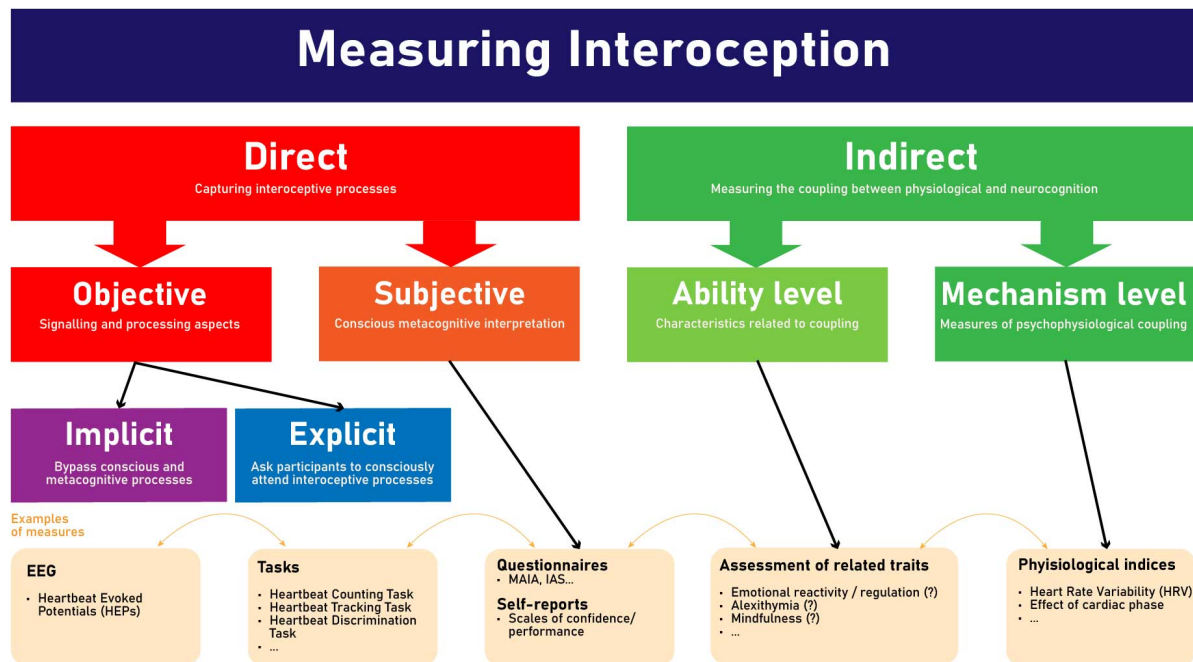 Measuring Interoception
Direct
Capturing interoceptive processes
Indirect
Measuring the coupling between physiological and neurocognition
Objective
Signalling and processing aspects
Subjective
Conscious metacognitive interpretation
Ability level
Characteristics related to coupling
Mechanism level
Measures of psychophysiological coupling
Implicit
Bypass conscious and
metacognitive processes
Explicit
Ask participants to consciously
attend interoceptive processes
Examples
of measures
EEG
• Heartbeat Evoked
Potentials (HEPs)
Tasks
• Heartbeat Counting Task
• Heartbeat Tracking Task
• Heartbeat Discrimination
Task
• ...
Questionnaires
• MAIA, IAS...
Self-reports
• Scales of confidence/
performance
Assessment of related traits
• Emotional reactivity / regulation (?)
• Alexithymia (?)
• Mindfulness (?)
• ...
Phyisiological indices
• Heart Rate Variability (HRV)
• Effect of cardiac phase
• ...